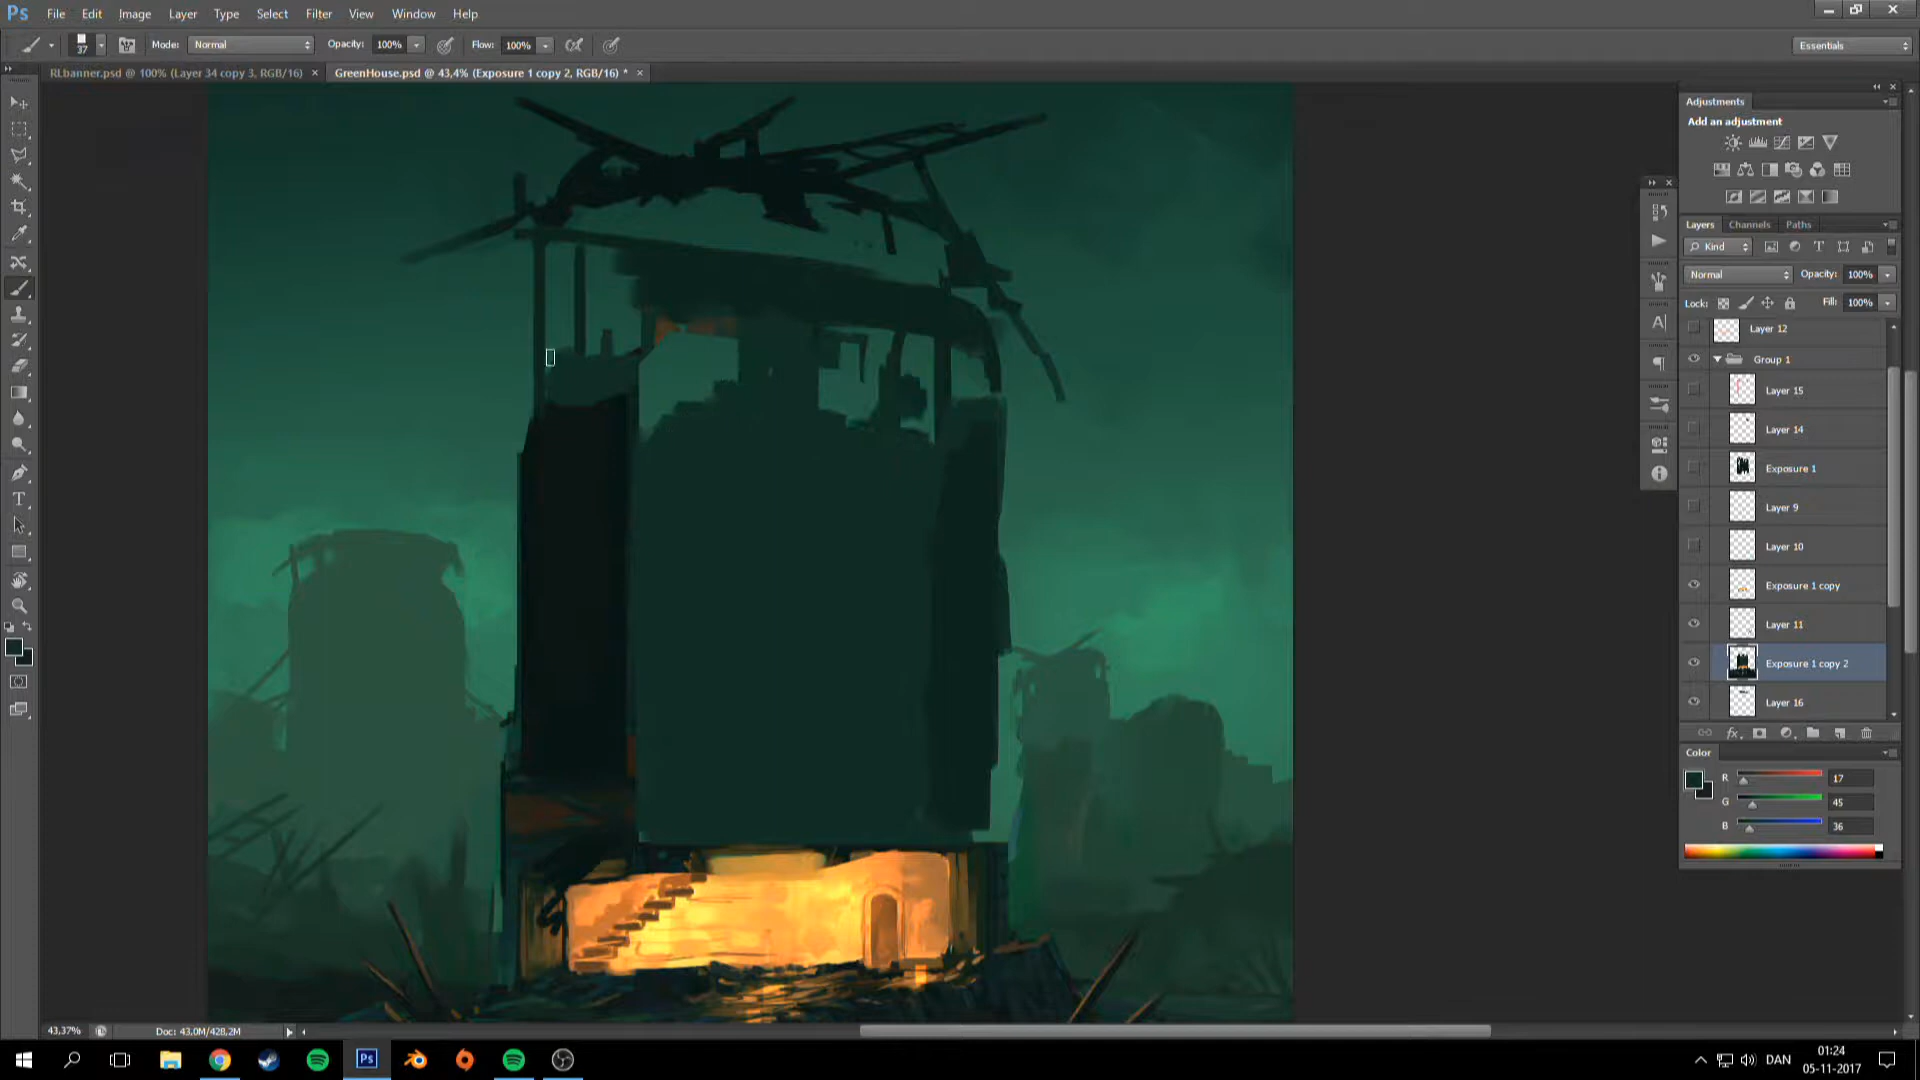 Ps File Edit Image Layer Type Select Filter 3D View Window Help
37 Mode: Normal Opacity: 100% Flow: 100% Essentials
RLbanner.psd @ 100% (Layer 34 copy 3, RGB/16) × GreenHouse.psd @ 43,4% (Exposure 1 copy 2, RGB/16) * ×
Adjustments
Add an adjustment
Layers Channels Paths
Kind
Normal Opacity: 100%
Lock: Fill: 100%
Layer 12
Group 1
Layer 15
Layer 14
Exposure 1
Layer 9
Layer 10
Exposure 1 copy
Layer 11
Exposure 1 copy 2
Layer 16
fx
Color
R 17
G 45
B 36
43,37% Doc: 43,0M/428,2M
Ps DAN 01:24
05-11-2017